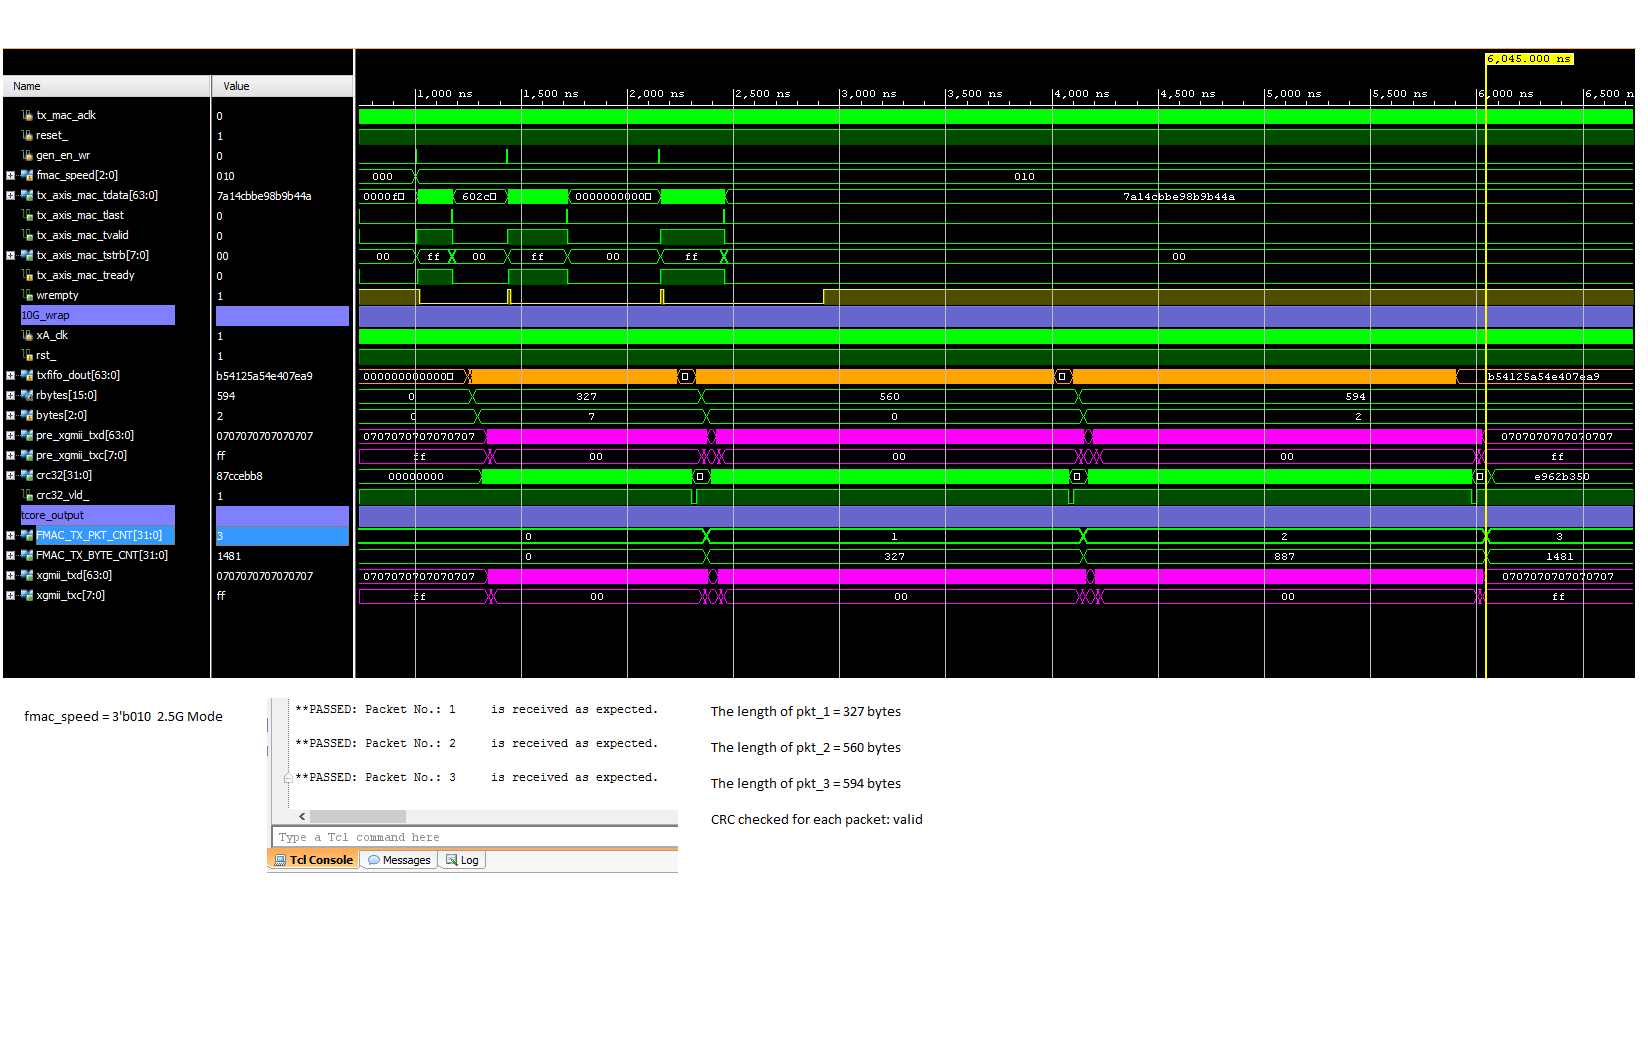 6,045.000 ns
Name Value
1,000 ns 1,500 ns 2,000 ns 2,500 ns 3,000 ns 3,500 ns 4,000 ns 4,500 ns 5,000 ns 5,500 ns 6,000 ns 6,500 n
tx_mac_aclk 0
reset_ 1
gen_en_wr 0
fmac_speed[2:0] 010 000 010
tx_axis_mac_tdata[63:0] 7a14cbbe98b9b44a 0000f 602c 0000000000 7a14cbbe98b9b44a
tx_axis_mac_tlast 0
tx_axis_mac_tvalid 0
tx_axis_mac_tstrb[7:0] 00 00 ff 00 ff 00 ff 00
tx_axis_mac_tready 0
wrempty 1
10G_wrap
xA_clk 1
rst_ 1
txfifo_dout[63:0] b54125a54e407ea9 000000000000 b54125a54e407ea9
rbytes[15:0] 594 0 327 560 594
bytes[2:0] 2 0 7 0 2
pre_xgmii_txd[63:0] 0707070707070707 0707070707070707 0707070707070707
pre_xgmii_txc[7:0] ff ff 00 00 00 ff
crc32[31:0] 87ccebb8 00000000 e962b350
crc32_vld_ 1
tcore_output
FMAC_TX_PKT_CNT[31:0] 3 0 1 2 3
FMAC_TX_BYTE_CNT[31:0] 1481 0 327 887 1481
xgmii_txd[63:0] 0707070707070707 0707070707070707 0707070707070707
xgmii_txc[7:0] ff ff 00 00 00 ff
fmac_speed = 3'b010 2.5G Mode
**PASSED: Packet No.: 1 is received as expected.
**PASSED: Packet No.: 2 is received as expected.
**PASSED: Packet No.: 3 is received as expected.
Type a Tcl command here
Tcl Console Messages Log
The length of pkt_1 = 327 bytes
The length of pkt_2 = 560 bytes
The length of pkt_3 = 594 bytes
CRC checked for each packet: valid